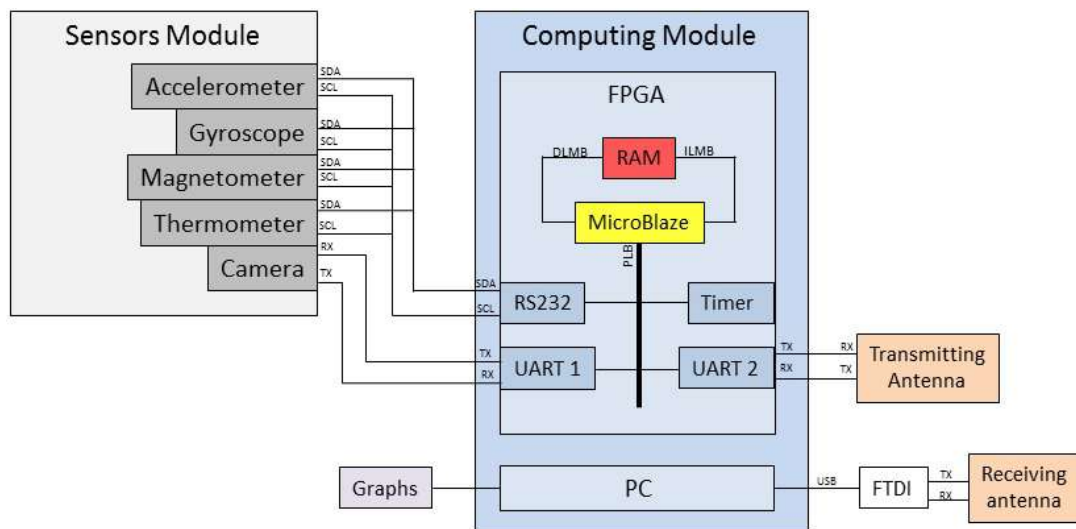 Sensors Module
Accelerometer
SDA
SCL
Gyroscope
SDA
SCL
Magnetometer
SDA
SCL
Thermometer
SDA
SCL
Camera
RX
TX
Computing Module
FPGA
DLMB
RAM
ILMB
MicroBlaze
PLB
SDA
SCL
RS232
Timer
TX
RX
UART 1
UART 2
TX
RX
RX
TX
Transmitting
Antenna
Graphs
PC
USB
FTDI
TX
RX
Receiving
antenna